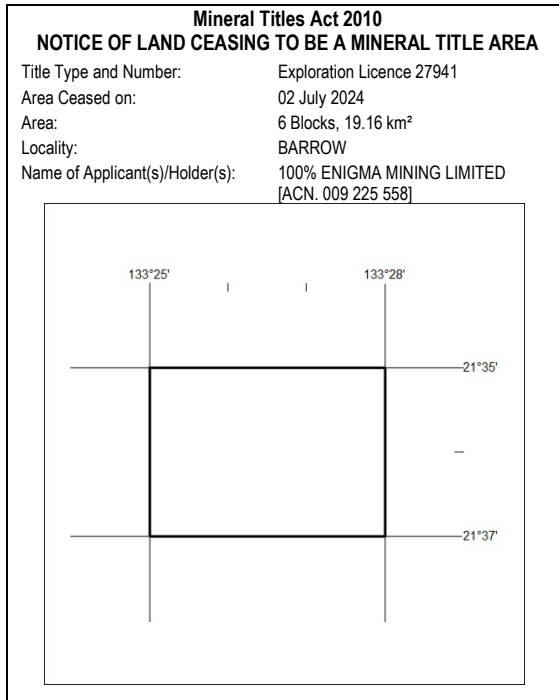 Mineral Titles Act 2010
NOTICE OF LAND CEASING TO BE A MINERAL TITLE AREA
Title Type and Number: Exploration Licence 27941
Area Ceased on: 02 July 2024
Area: 6 Blocks, 19.16 km²
Locality: BARROW
Name of Applicant(s)/Holder(s): 100% ENIGMA MINING LIMITED
[ACN. 009 225 558]
133°25' 133°28'
21°35'
21°37'